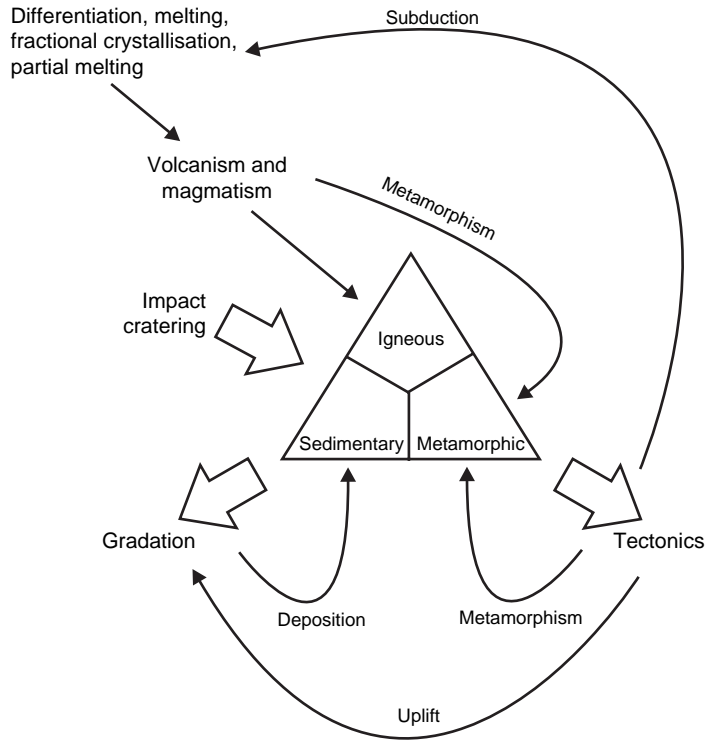 Differentiation, melting,
fractional crystallisation,
partial melting
Subduction
Volcanism and
magmatism
Metamorphism
Impact
cratering
Igneous
Sedimentary
Metamorphic
Gradation
Tectonics
Deposition
Metamorphism
Uplift